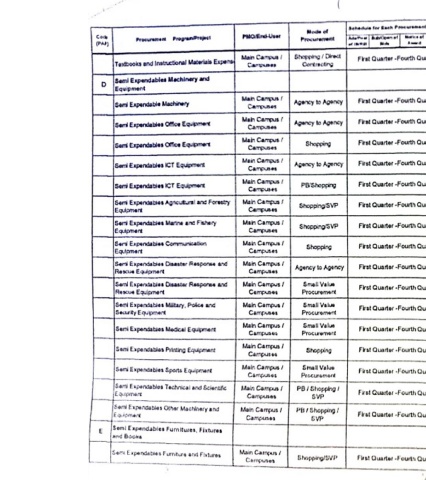 Code
(PAP)
Procurement Program/Project
PMO/End-User
Mode of
Procurement
Schedule for Each Procurement
Textbooks and Instructional Materials Expens
Main Campus /
Campuses
Shopping / Direct
Contracting
First Quarter -Fourth Qu
D
Semi Expendables Machinery and
Equipment
Semi Expendable Machinery
Main Campus /
Campuses
Agency to Agency
First Quarter -Fourth Qu
Semi Expendables Office Equipment
Main Campus /
Campuses
Agency to Agency
First Quarter -Fourth Qu
Semi Expendables Office Equipment
Main Campus /
Campuses
Shopping
First Quarter -Fourth Qu
Semi Expendables ICT Equipment
Main Campus /
Campuses
Agency to Agency
First Quarter -Fourth Qu
Semi Expendables ICT Equipment
Main Campus /
Campuses
PB/Shopping
First Quarter -Fourth Qu
Semi Expendables Agricultural and Forestry
Equipment
Main Campus /
Campuses
Shopping/SVP
First Quarter -Fourth Qu
Semi Expendables Marine and Fishery
Equipment
Main Campus /
Campuses
Shopping/SVP
First Quarter -Fourth Qu
Semi Expendables Communication
Equipment
Main Campus /
Campuses
Shopping
First Quarter -Fourth Qu
Semi Expendables Disaster Response and
Rescue Equipment
Main Campus /
Campuses
Agency to Agency
First Quarter -Fourth Qu
Semi Expendables Disaster Response and
Rescue Equipment
Main Campus /
Campuses
Small Value
Procurement
First Quarter -Fourth Qu
Semi Expendables Military, Police and
Security Equipment
Main Campus /
Campuses
Small Value
Procurement
First Quarter -Fourth Qu
Semi Expendables Medical Equipment
Main Campus /
Campuses
Small Value
Procurement
First Quarter -Fourth Qu
Semi Expendables Printing Equipment
Main Campus /
Campuses
Shopping
First Quarter -Fourth Qu
Semi Expendables Sports Equipment
Main Campus /
Campuses
Small Value
Procurement
First Quarter -Fourth Qu
Semi Expendables Technical and Scientific
Equipment
Main Campus /
Campuses
PB / Shopping /
SVP
First Quarter -Fourth Qu
Semi Expendables Other Machinery and
Equipment
Main Campus /
Campuses
PB / Shopping /
SVP
First Quarter -Fourth Qu
E
Semi Expendables Furnitures, Fixtures
and Books
Semi Expendables Furniture and Fixtures
Main Campus /
Campuses
Shopping/SVP
First Quarter -Fourth Qu